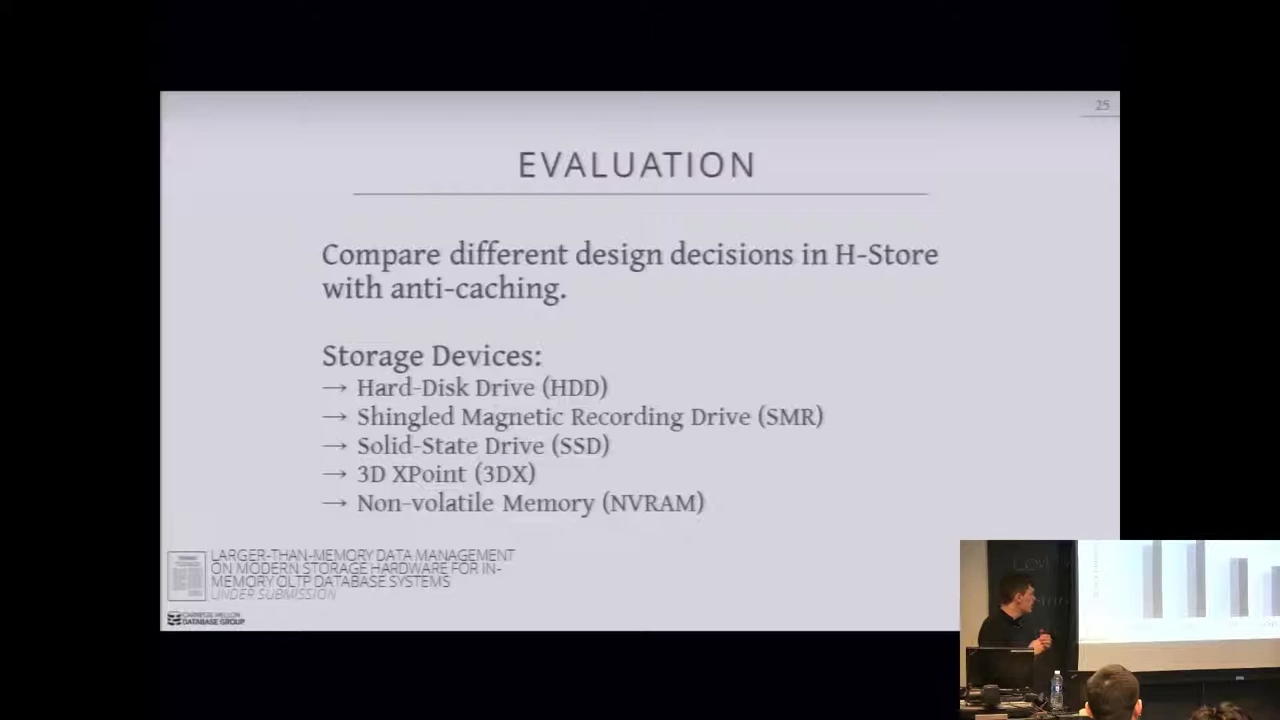 25
EVALUATION
Compare different design decisions in H-Store
with anti-caching.
Storage Devices:
→ Hard-Disk Drive (HDD)
→ Shingled Magnetic Recording Drive (SMR)
→ Solid-State Drive (SSD)
→ 3D XPoint (3DX)
→ Non-volatile Memory (NVRAM)
LARGER-THAN-MEMORY DATA MANAGEMENT
ON MODERN STORAGE HARDWARE FOR IN-
MEMORY OLTP DATABASE SYSTEMS
UNDER SUBMISSION
CARNEGIE MELLON
DATABASE GROUP